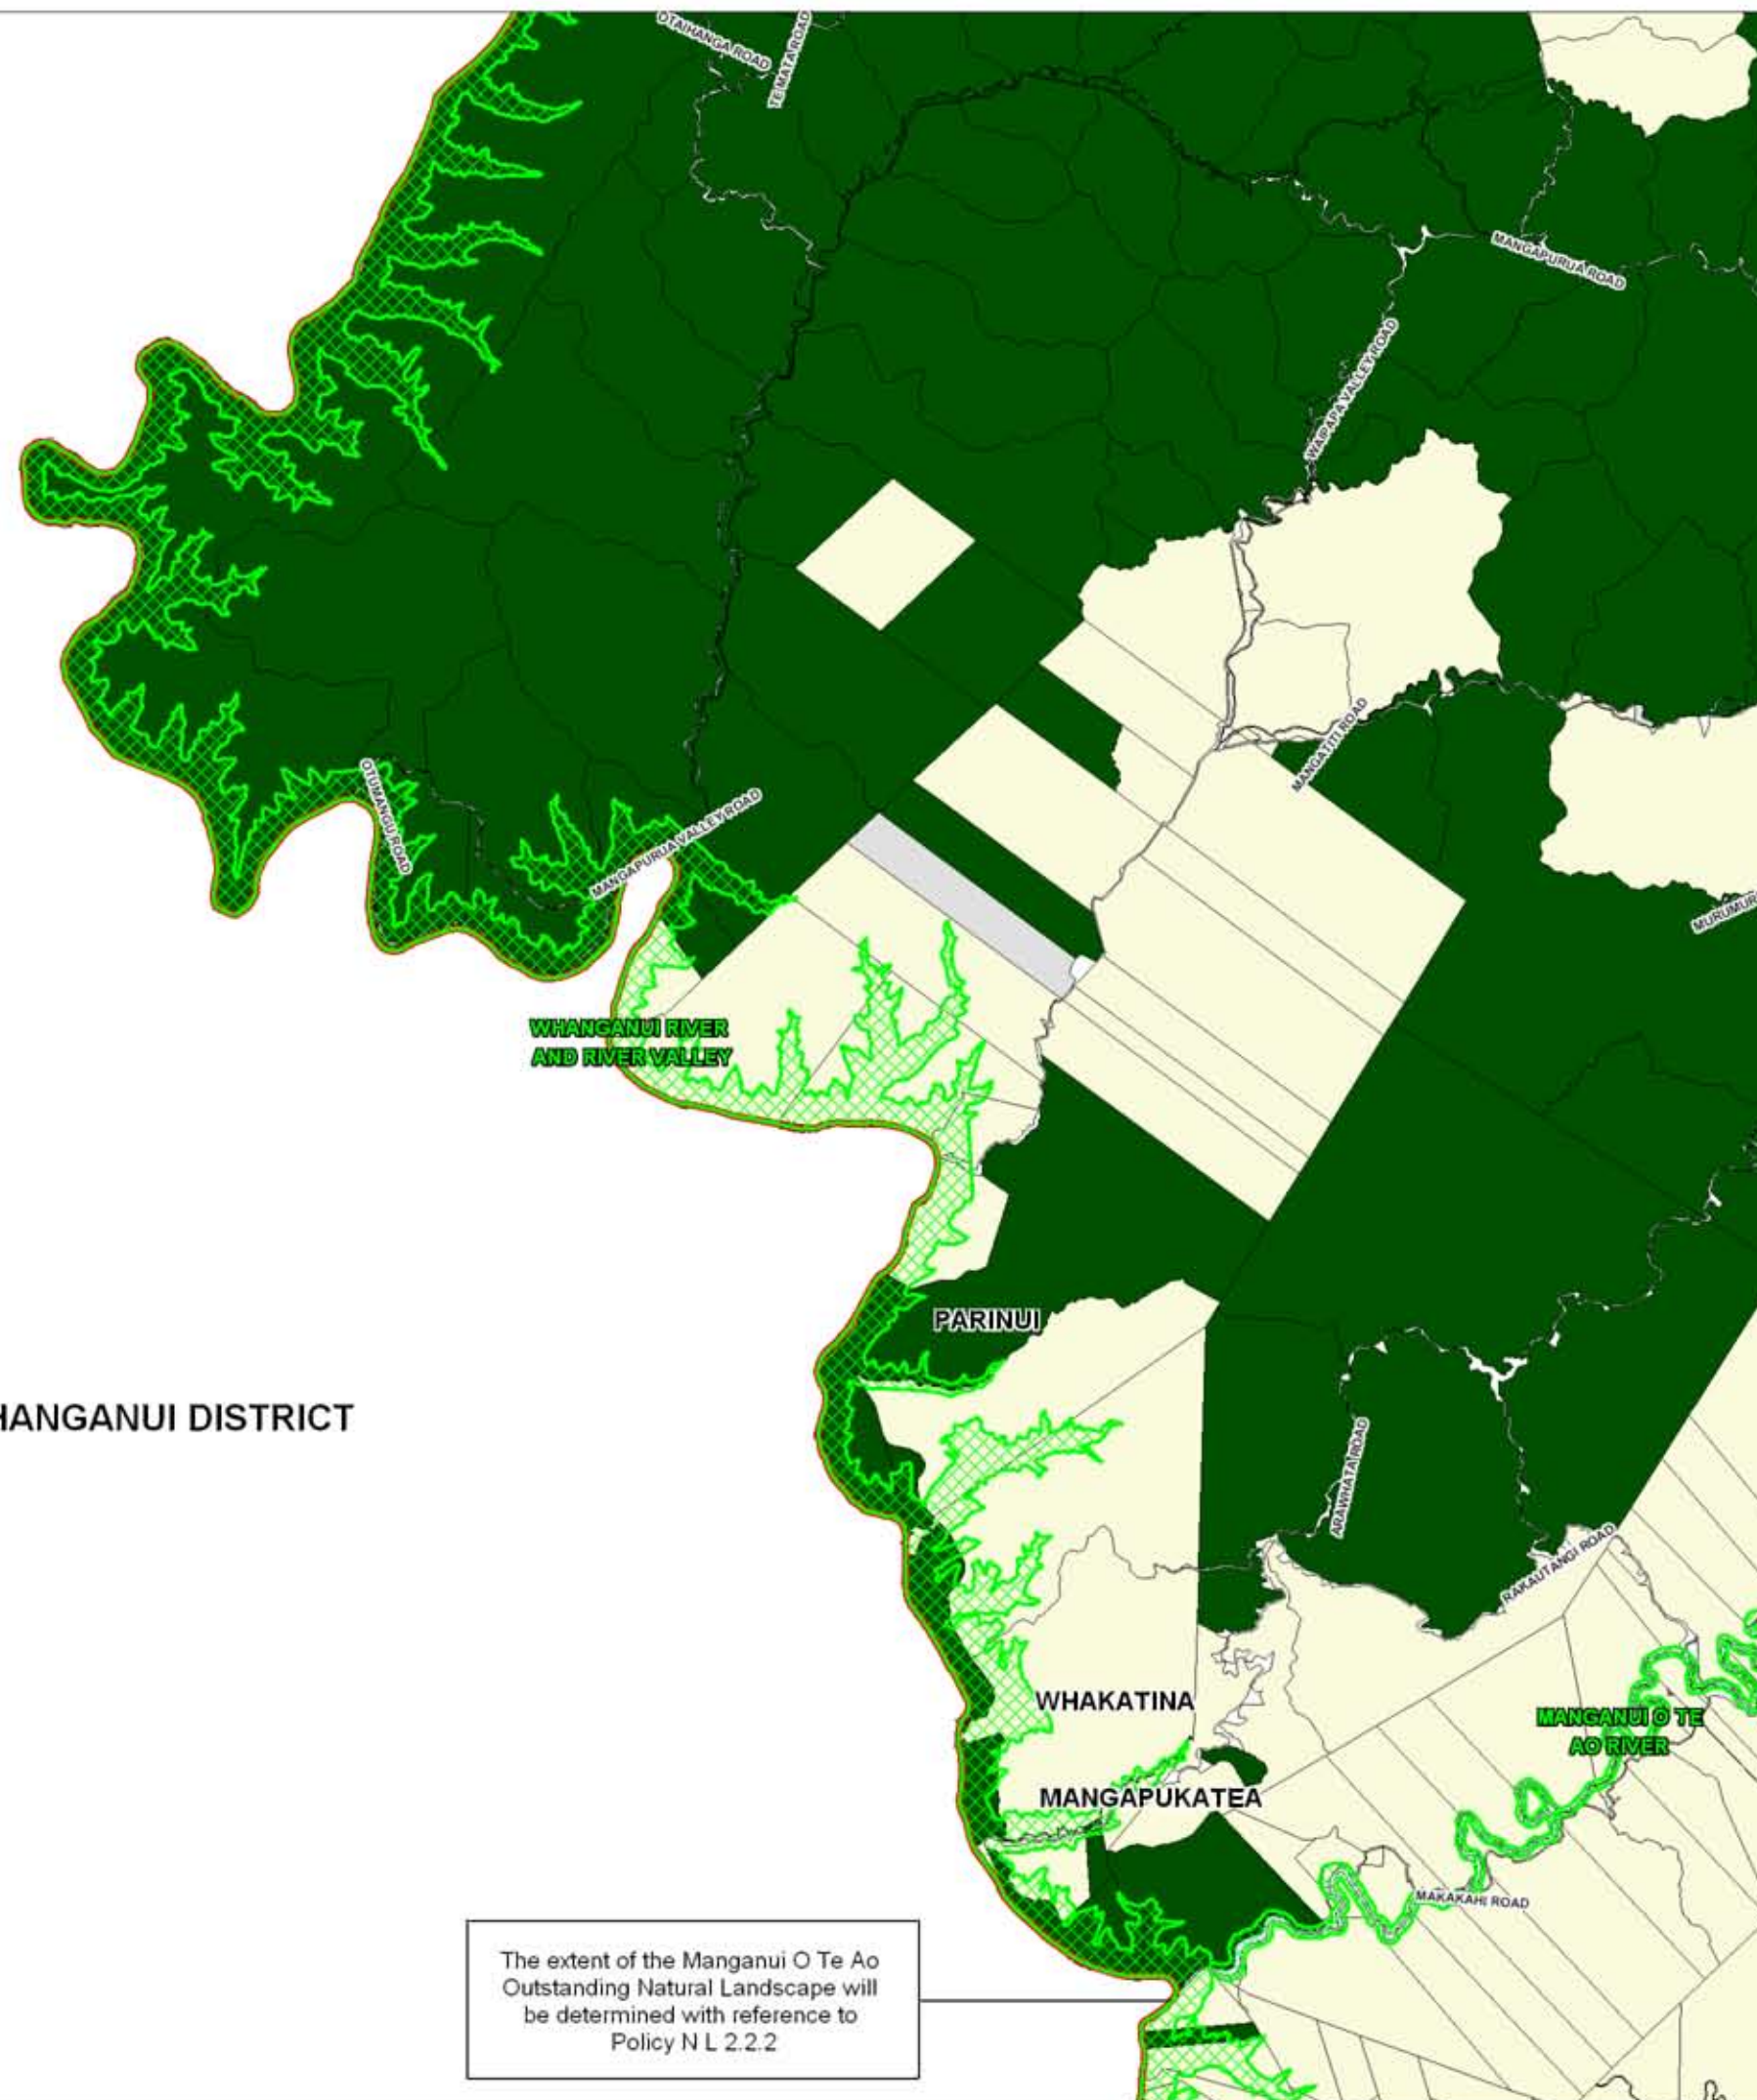 OTAIHANGA ROAD
TE MATA ROAD
MANGAPURUA ROAD
WAIPAPA VALLEY ROAD
MANGATITI ROAD
OTUMANGU ROAD
MANGAPURUA VALLEY ROAD
MURUMUR
WHANGANUI RIVER
AND RIVER VALLEY
PARINUI
HANGANUI DISTRICT
ARAWHATA ROAD
RAKAUTANGI ROAD
WHAKATINA
MANGANUI O TE
AO RIVER
MANGAPUKATEA
MAKAKAHI ROAD
The extent of the Manganui O Te Ao
Outstanding Natural Landscape will
be determined with reference to
Policy N L 2.2.2